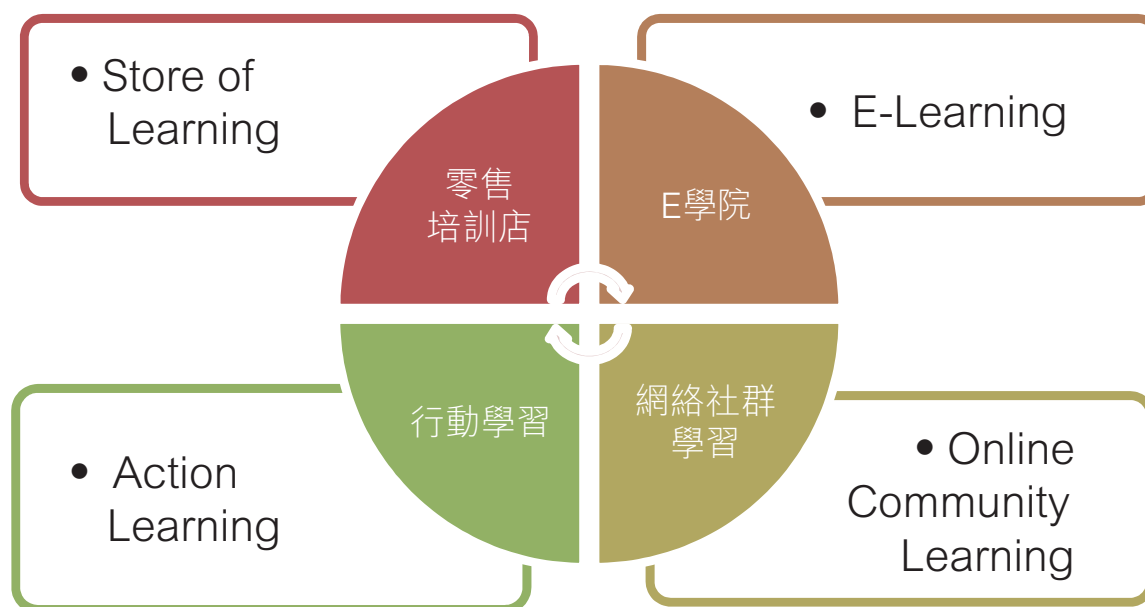 • Store of
Learning
零售
培訓店
E學院
• E-Learning
• Action
Learning
行動學習
網絡社群
學習
• Online
Community
Learning